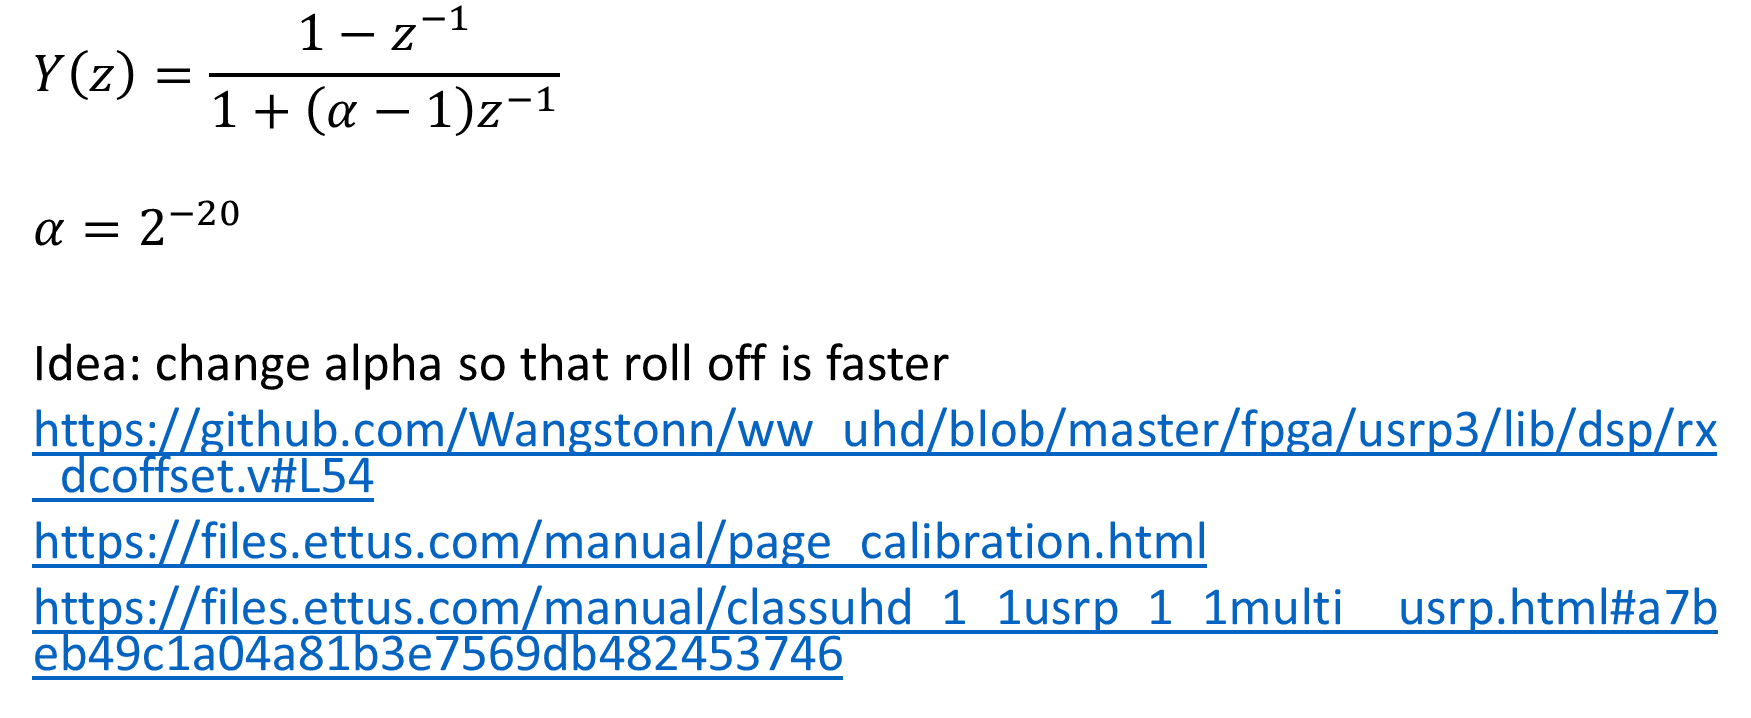 Y(z) = \frac{1 − z^{−1}}{1 + (α − 1)z^{−1}}
α = 2^{−20}
Idea: change alpha so that roll off is faster
https://github.com/Wangstonn/ww_uhd/blob/master/fpga/usrp3/lib/dsp/rx
_dcoffset.v#L54
https://files.ettus.com/manual/page_calibration.html
https://files.ettus.com/manual/classuhd_1_1usrp_1_1multi__usrp.html#a7b
eb49c1a04a81b3e7569db482453746